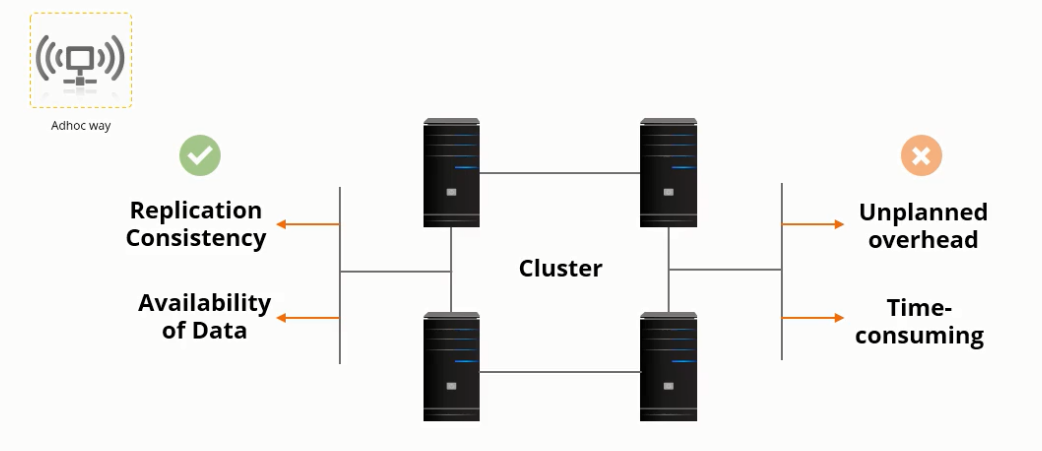 Adhoc way
Replication
Consistency
Availability
of Data
Cluster
Unplanned
overhead
Time-
consuming